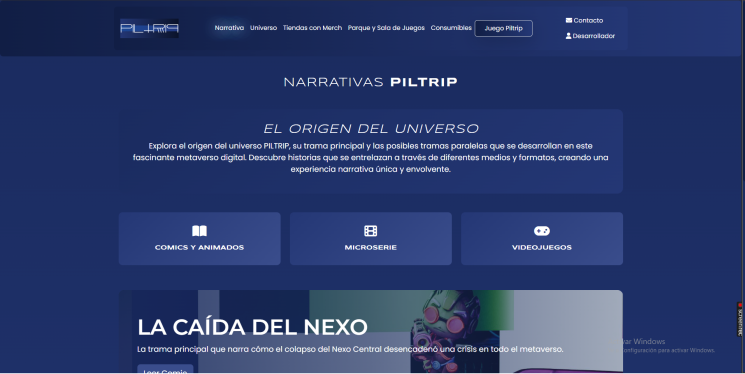 Narrativa Universo Tiendas con Merch Parque y Sala de Juegos Consumibles Juego Piltrip
Contacto
Desarrollador
NARRATIVAS PILTRIP
EL ORIGEN DEL UNIVERSO
Explora el origen del universo PILTRIP, su trama principal y las posibles tramas paralelas que se desarrollan en este
fascinante metaverso digital. Descubre historias que se entrelazan a través de diferentes medios y formatos, creando una
experiencia narrativa única y envolvente.
COMICS Y ANIMADOS
MICROSERIE
VIDEOJUEGOS
LA CAÍDA DEL NEXO
La trama principal que narra cómo el colapso del Nexo Central desencadenó una crisis en todo el metaverso.
Leer Comic
var Windows
onfiguración para activar Windows.